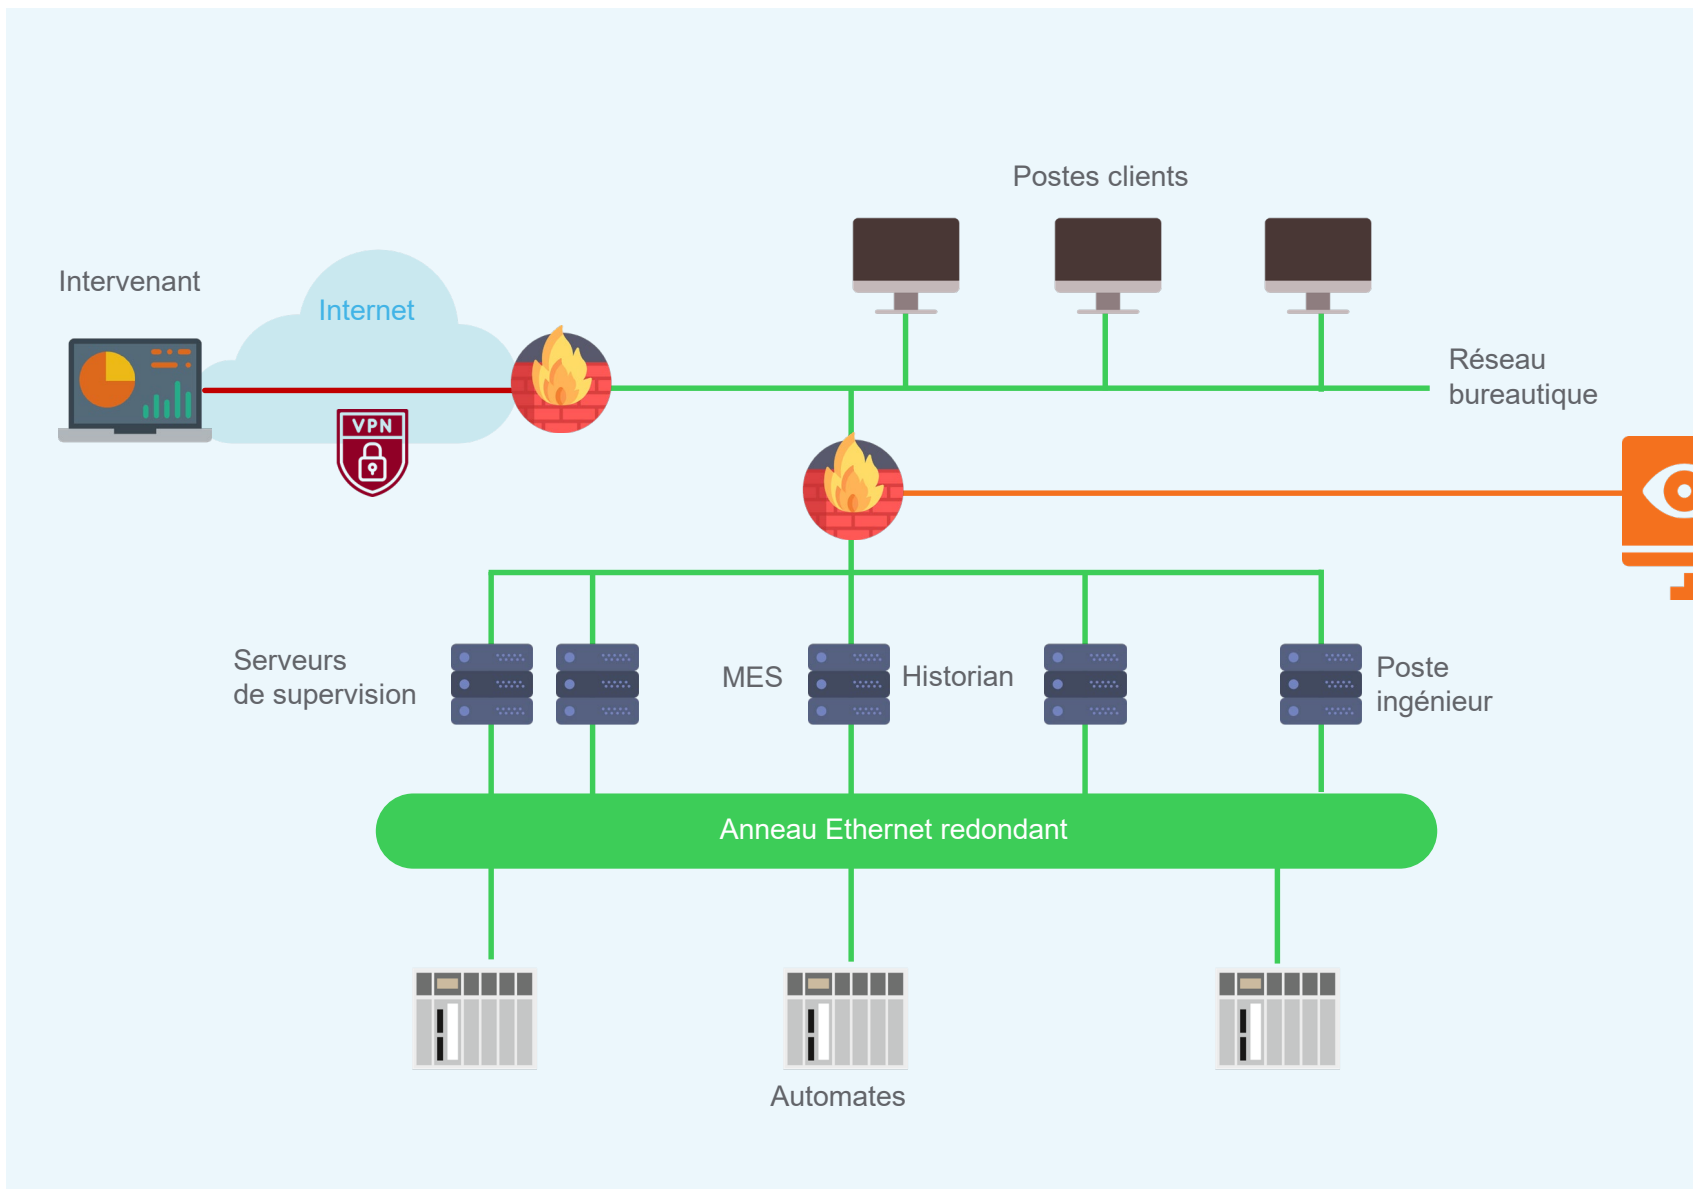 Postes clients
Intervenant
Internet
Réseau
bureautique
VPN
Serveurs
de supervision
MES
Historian
Poste
ingénieur
Anneau Ethernet redondant
Automates